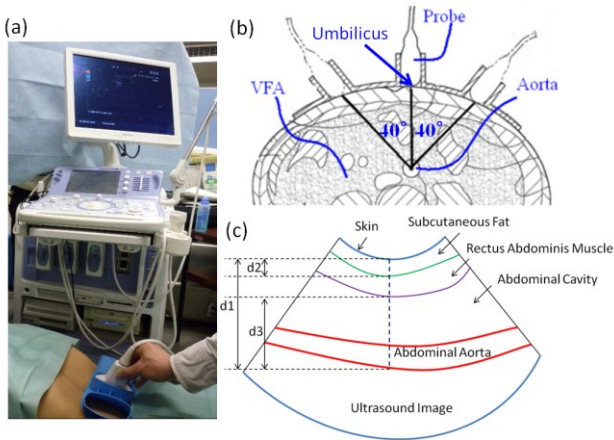 (a)
(b)
Umbilicus
Probe
VFA
Aorta
40°
40°
(c)
Skin
Subcutaneous Fat
Rectus Abdominis Muscle
Abdominal Cavity
d2
d1
d3
Abdominal Aorta
Ultrasound Image